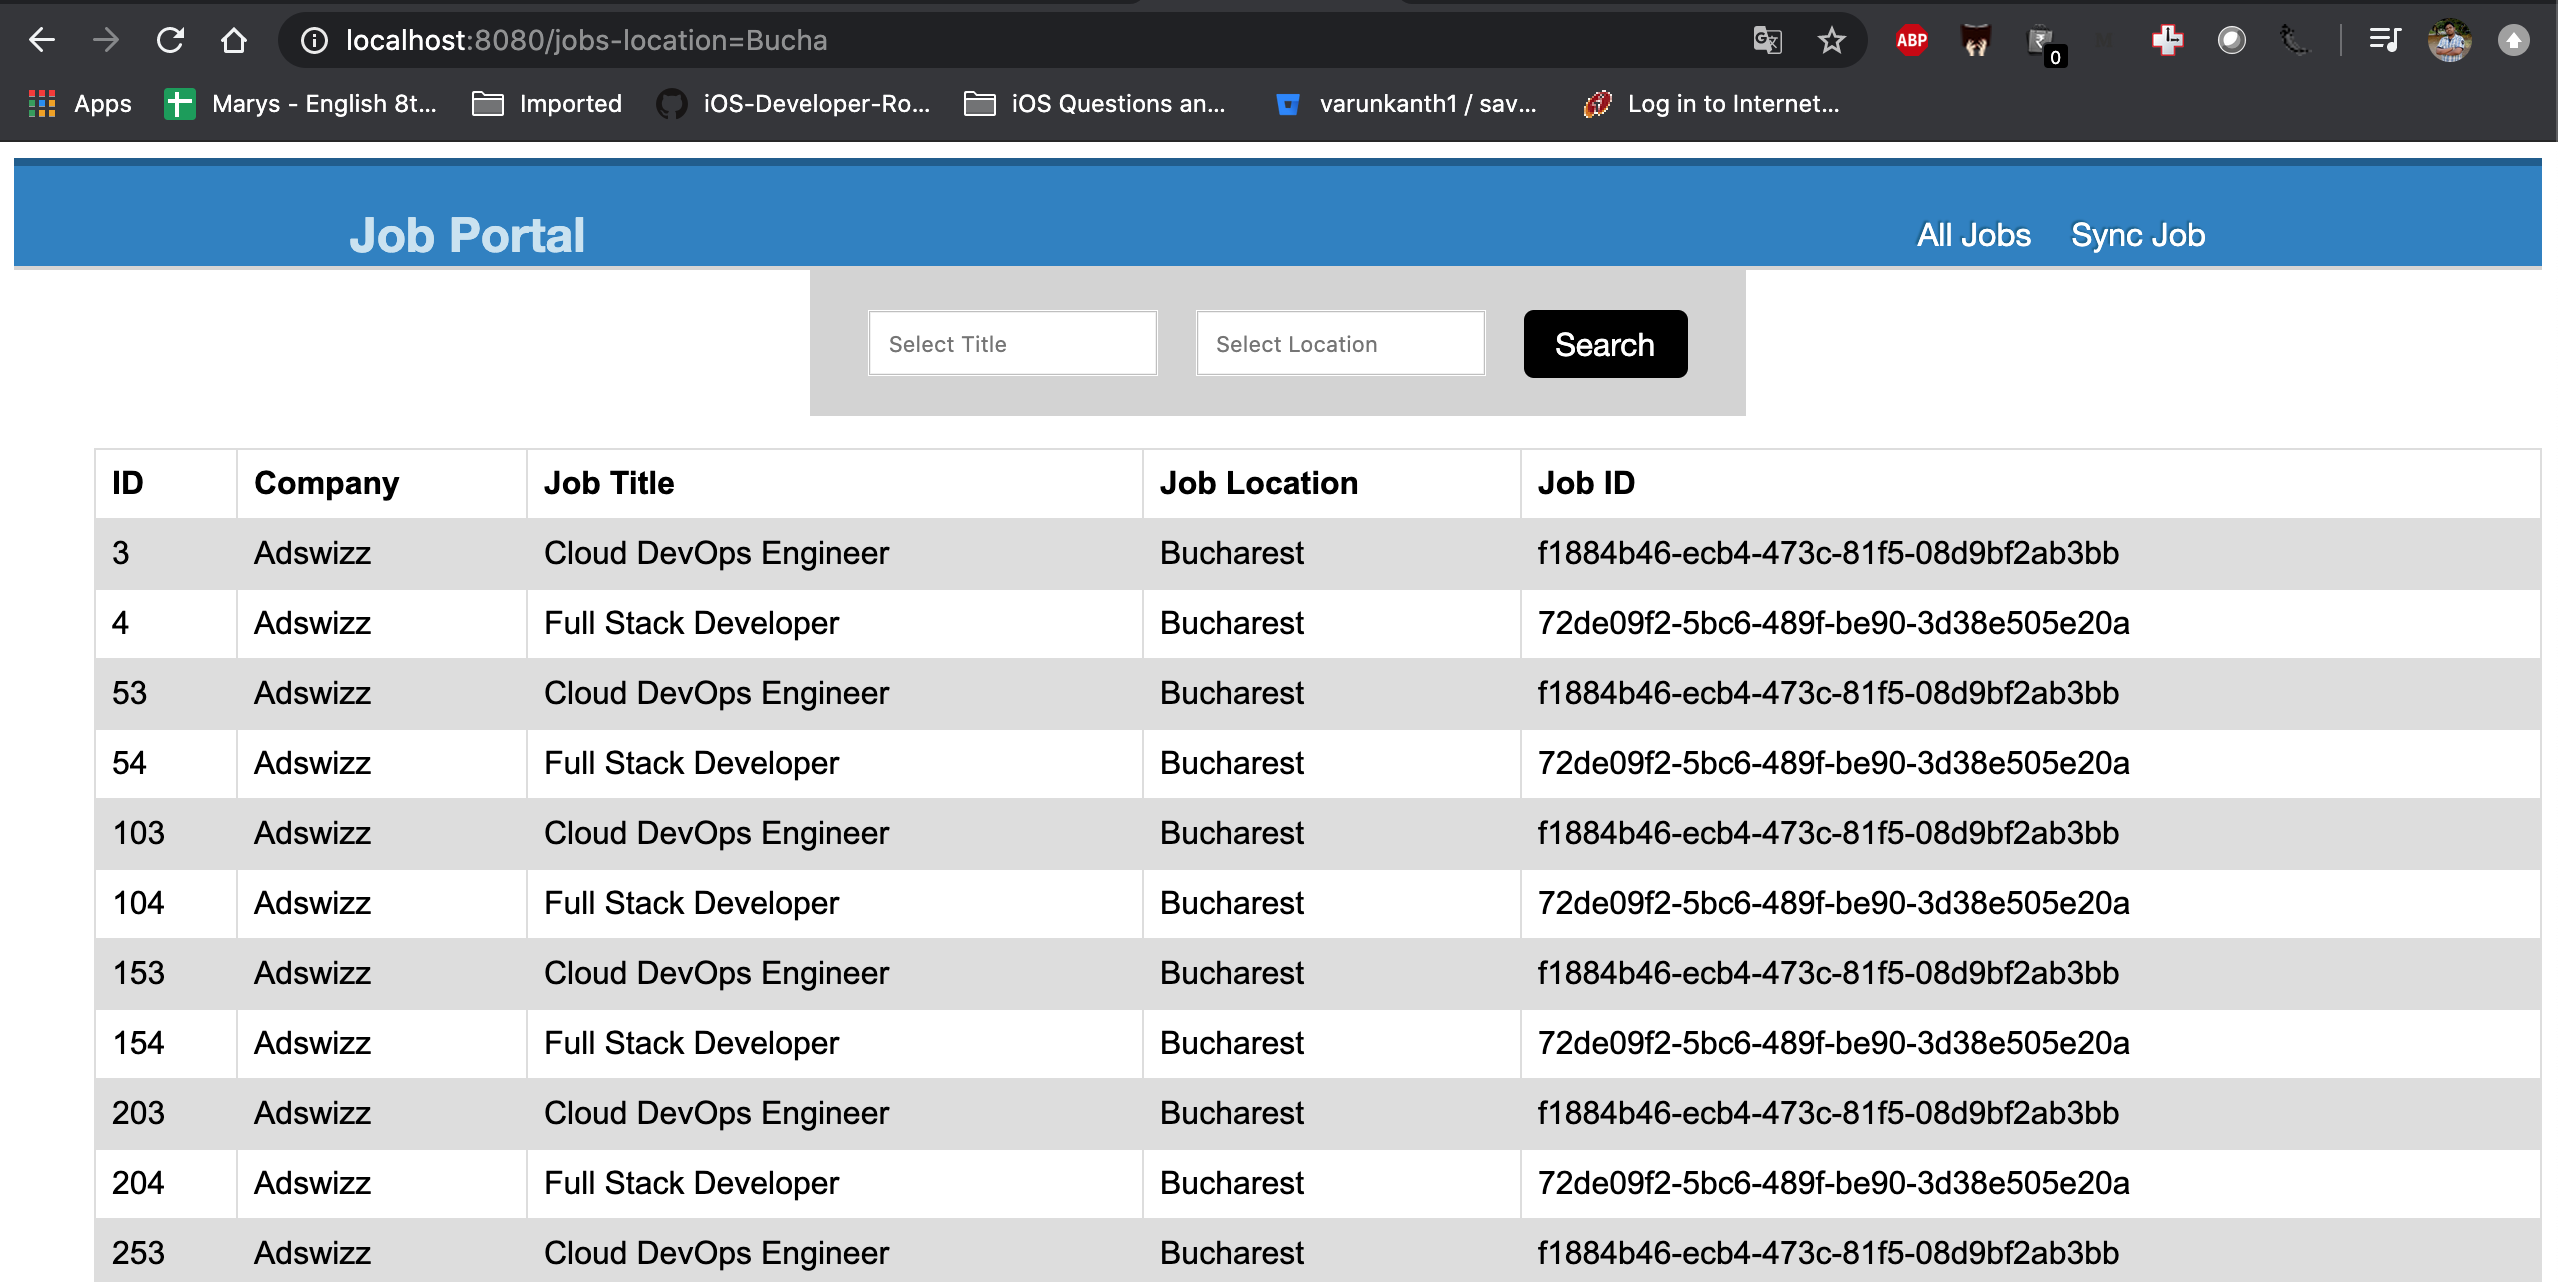 localhost:8080/jobs-location=Bucha
ABP
0
Apps Marys - English 8t... Imported iOS-Developer-Ro... iOS Questions an... varunkanth1 / sav... Log in to Internet...
Job Portal All Jobs Sync Job
Select Title Select Location Search
ID Company Job Title Job Location Job ID
3 Adswizz Cloud DevOps Engineer Bucharest f1884b46-ecb4-473c-81f5-08d9bf2ab3bb
4 Adswizz Full Stack Developer Bucharest 72de09f2-5bc6-489f-be90-3d38e505e20a
53 Adswizz Cloud DevOps Engineer Bucharest f1884b46-ecb4-473c-81f5-08d9bf2ab3bb
54 Adswizz Full Stack Developer Bucharest 72de09f2-5bc6-489f-be90-3d38e505e20a
103 Adswizz Cloud DevOps Engineer Bucharest f1884b46-ecb4-473c-81f5-08d9bf2ab3bb
104 Adswizz Full Stack Developer Bucharest 72de09f2-5bc6-489f-be90-3d38e505e20a
153 Adswizz Cloud DevOps Engineer Bucharest f1884b46-ecb4-473c-81f5-08d9bf2ab3bb
154 Adswizz Full Stack Developer Bucharest 72de09f2-5bc6-489f-be90-3d38e505e20a
203 Adswizz Cloud DevOps Engineer Bucharest f1884b46-ecb4-473c-81f5-08d9bf2ab3bb
204 Adswizz Full Stack Developer Bucharest 72de09f2-5bc6-489f-be90-3d38e505e20a
253 Adswizz Cloud DevOps Engineer Bucharest f1884b46-ecb4-473c-81f5-08d9bf2ab3bb